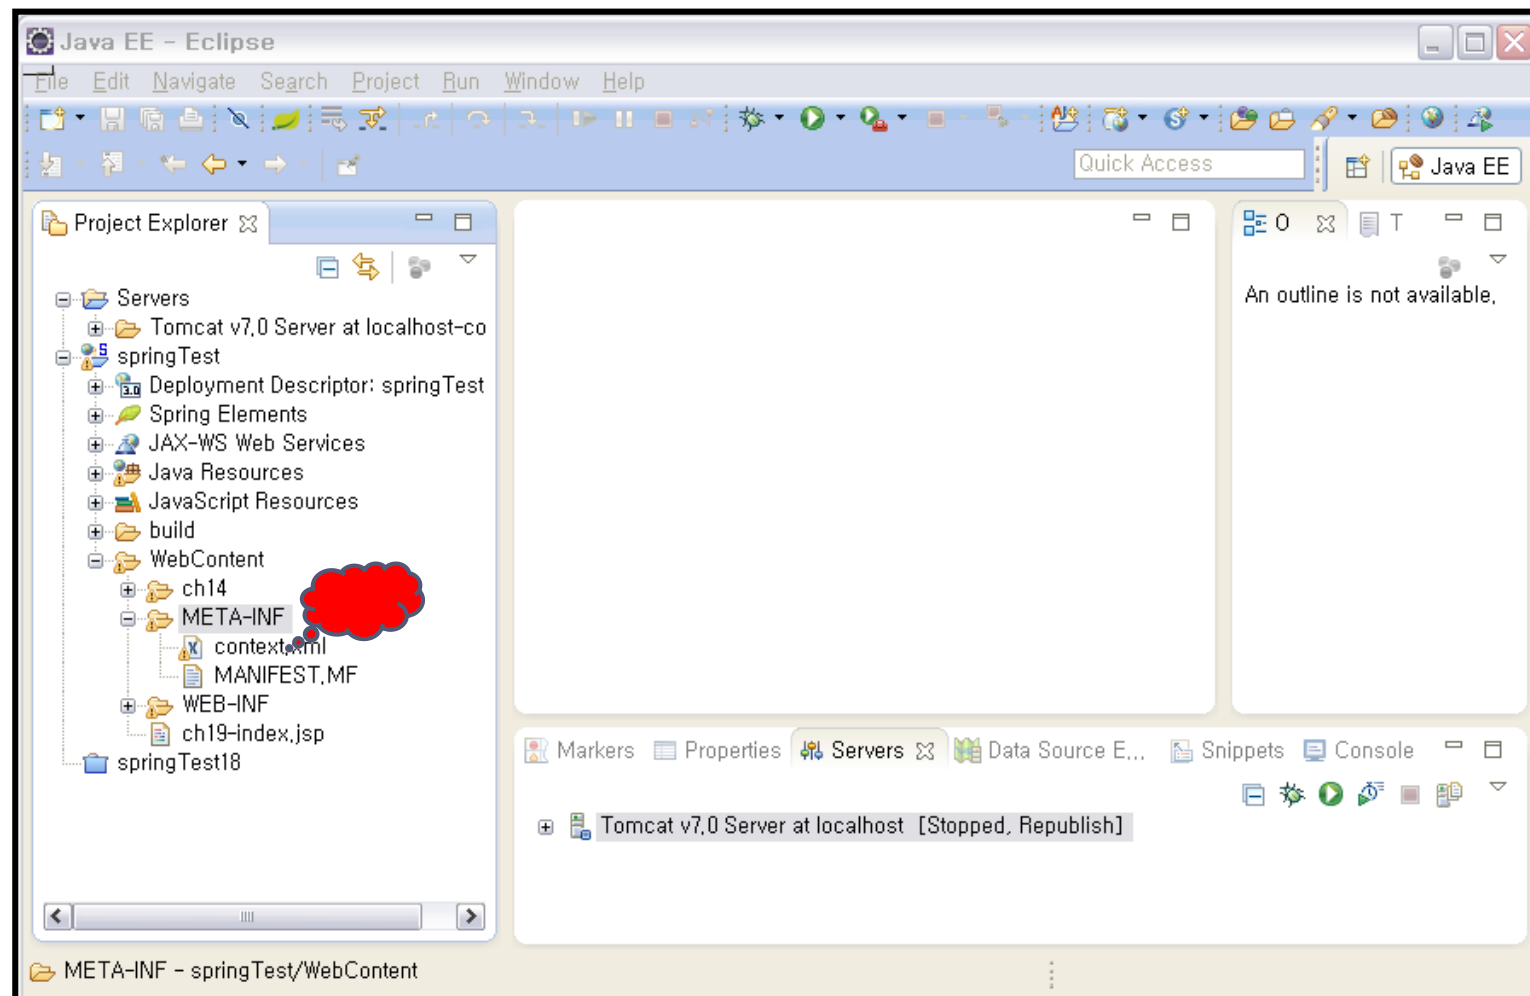 Java EE - Eclipse
File Edit Navigate Search Project Run Window Help
Quick Access
Java EE
Project Explorer
O T
An outline is not available.
Servers
Tomcat v7.0 Server at localhost-co
springTest
3.0 Deployment Descriptor: springTest
Spring Elements
JAX-WS Web Services
Java Resources
JavaScript Resources
build
WebContent
ch14
META-INF
context.xml
MANIFEST.MF
WEB-INF
ch19-index.jsp
springTest18
Markers Properties Servers Data Source E... Snippets Console
Tomcat v7.0 Server at localhost [Stopped, Republish]
META-INF - springTest/WebContent